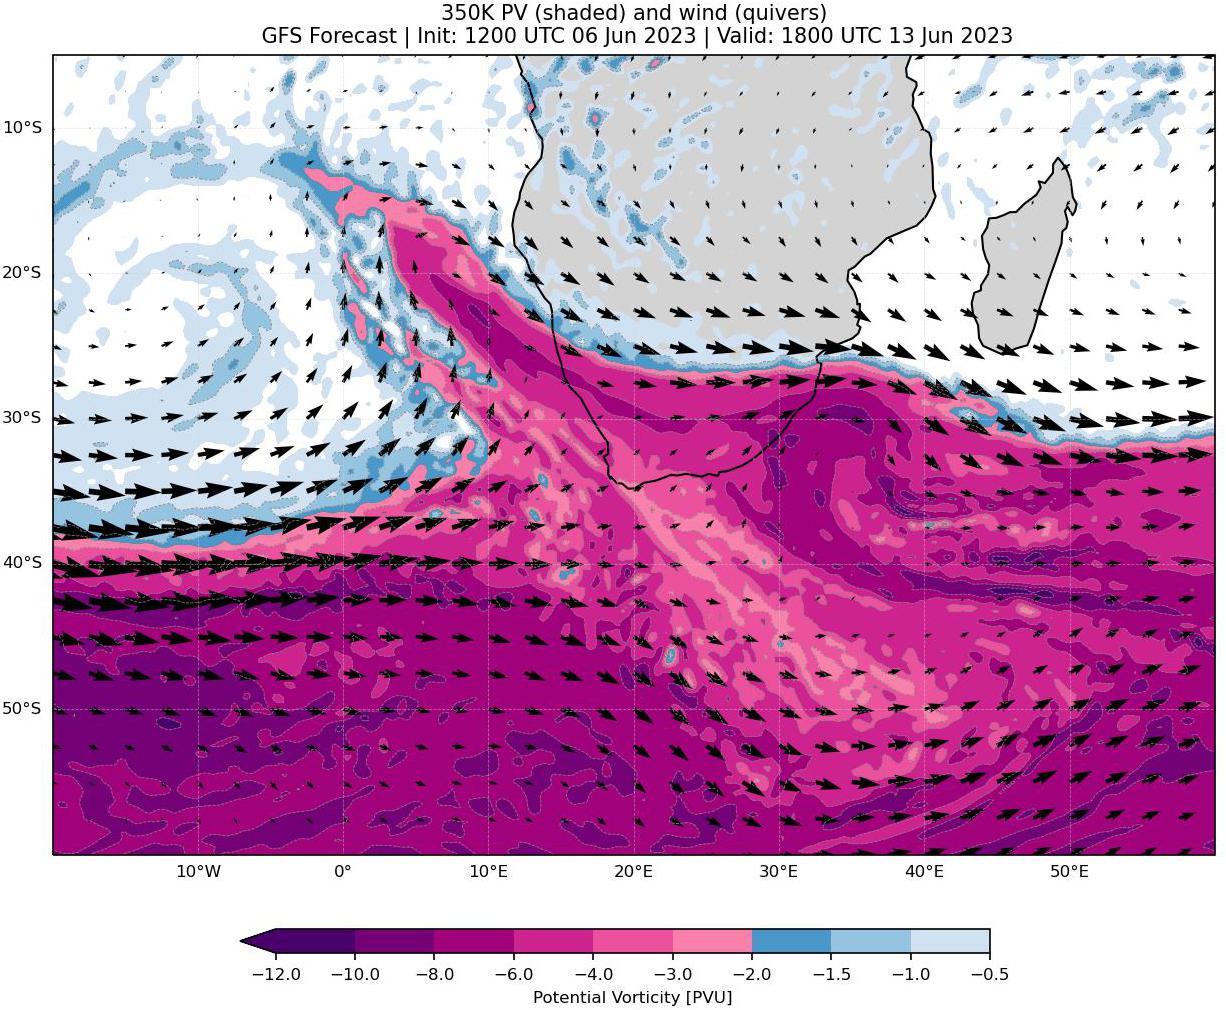 350K PV (shaded) and wind (quivers)
GFS Forecast | Init: 1200 UTC 06 Jun 2023 | Valid: 1800 UTC 13 Jun 2023
10°S
20°S
30°S
40°S
50°S
10°W 0° 10°E 20°E 30°E 40°E 50°E
−12.0 −10.0 −8.0 −6.0 −4.0 −3.0 −2.0 −1.5 −1.0 −0.5
Potential Vorticity [PVU]